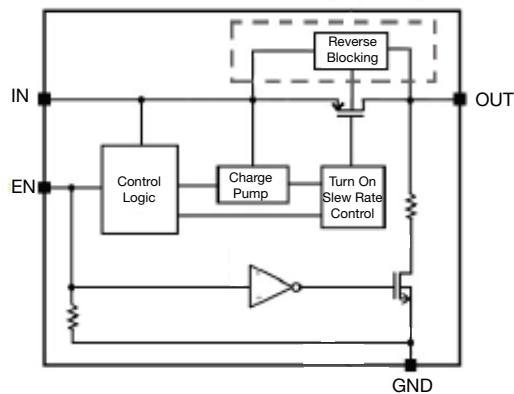 Reverse
Blocking
IN
OUT
EN
Control
Logic
Charge
Pump
Turn On
Slew Rate
Control
GND